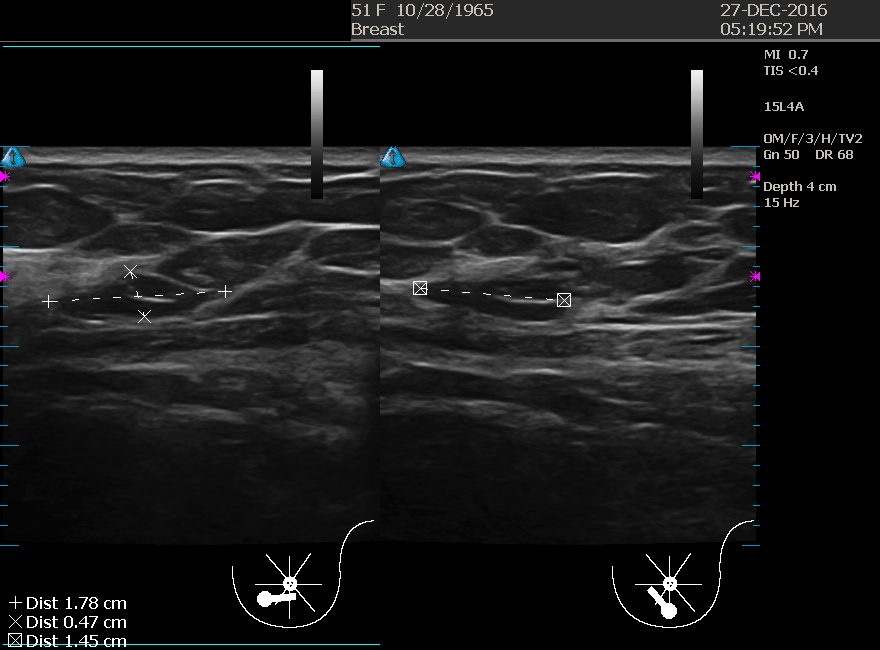 51 F 10/28/1965 27-DEC-2016
Breast 05:19:52 PM
MI 0.7
TIS <0.4
15L4A
OM/F/3/H/TV2
Gn 50 DR 68
Depth 4 cm
15 Hz
Dist 1.78 cm
Dist 0.47 cm
Dist 1.45 cm